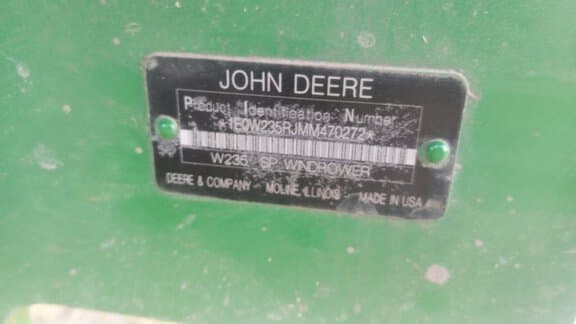 JOHN DEERE
Product Identification Number
*1E0W235RJMM470272*
W235 SP WINDROWER
DEERE & COMPANY MOLINE, ILLINOIS MADE IN USA